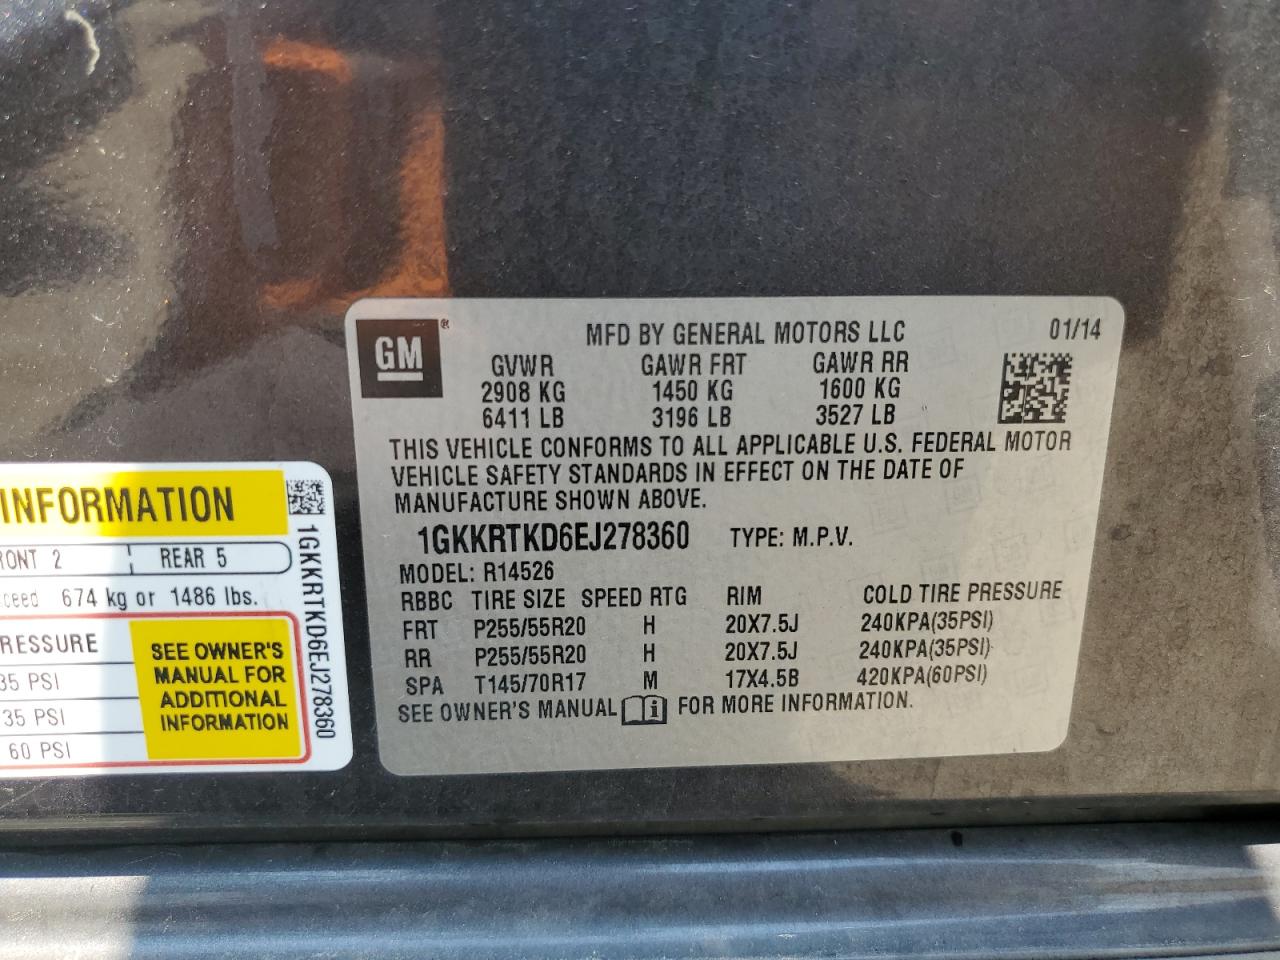 GM ®
MFD BY GENERAL MOTORS LLC 01/14
GVWR GAWR FRT GAWR RR
2908 KG 1450 KG 1600 KG
6411 LB 3196 LB 3527 LB
THIS VEHICLE CONFORMS TO ALL APPLICABLE U.S. FEDERAL MOTOR
VEHICLE SAFETY STANDARDS IN EFFECT ON THE DATE OF
MANUFACTURE SHOWN ABOVE.
1GKKRTKD6EJ278360 TYPE: M.P.V.
MODEL: R14526
RBBC TIRE SIZE SPEED RTG RIM COLD TIRE PRESSURE
FRT P255/55R20 H 20X7.5J 240KPA(35PSI)
RR P255/55R20 H 20X7.5J 240KPA(35PSI)
SPA T145/70R17 M 17X4.5B 420KPA(60PSI)
SEE OWNER'S MANUAL i FOR MORE INFORMATION.
INFORMATION
RONT 2 REAR 5
ceed 674 kg or 1486 lbs.
RESSURE
35 PSI
35 PSI
60 PSI
SEE OWNER'S
MANUAL FOR
ADDITIONAL
INFORMATION
1GKKRTKD6EJ278360